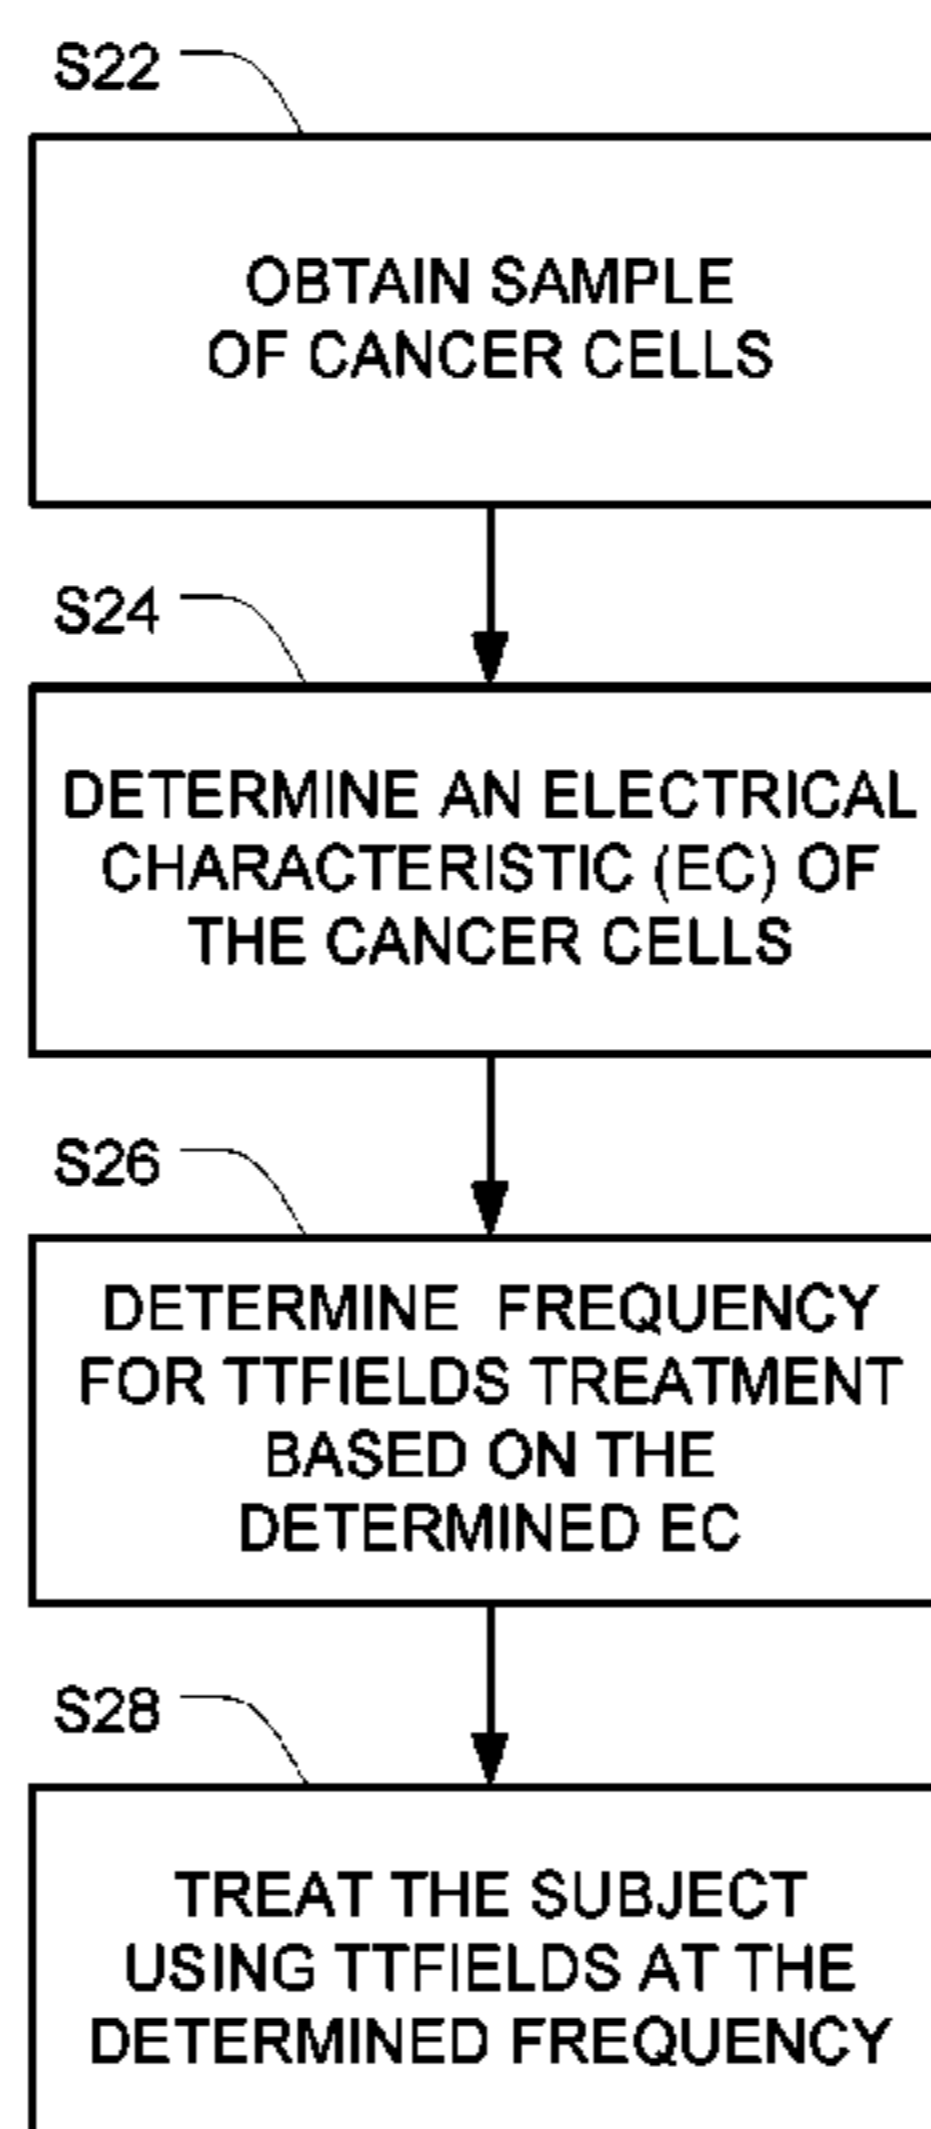 S22
OBTAIN SAMPLE
OF CANCER CELLS
S24
DETERMINE AN ELECTRICAL
CHARACTERISTIC (EC) OF
THE CANCER CELLS
S26
DETERMINE FREQUENCY
FOR TTFIELDS TREATMENT
BASED ON THE
DETERMINED EC
S28
TREAT THE SUBJECT
USING TTFIELDS AT THE
DETERMINED FREQUENCY